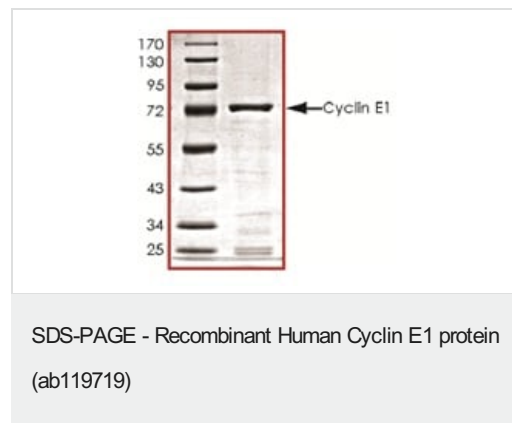 170
130
95
72
Cyclin E1
55
43
34
25
SDS-PAGE - Recombinant Human Cyclin E1 protein
(ab119719)